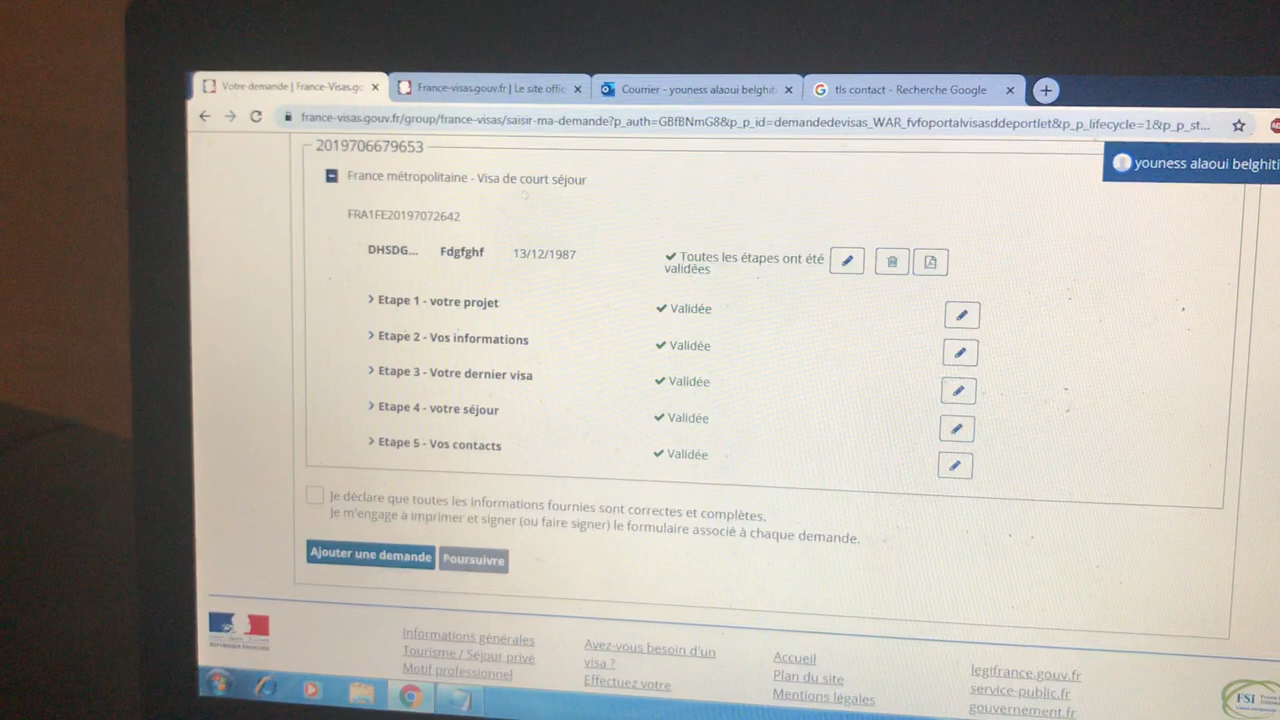 Votre demande | France-Visas.go
France-visas.gouv.fr | Le site offic
Courrier - youness alaoui belghiti
tls contact - Recherche Google
france-visas.gouv.fr/group/france-visas/saisir-ma-demande?p_auth=GBfBNmG8&p_p_id=demandedevisas_WAR_fvfoportalvisasddeportlet&p_p_lifecycle=1&p_p_st...
youness alaoui belghiti
2019706679653
France métropolitaine - Visa de court séjour
FRA1FE20197072642
DHSDG... Fdgfghf 13/12/1987
Toutes les étapes ont été
validées
Etape 1 - votre projet Validée
Etape 2 - Vos informations Validée
Etape 3 - Votre dernier visa Validée
Etape 4 - votre séjour Validée
Etape 5 - Vos contacts Validée
Je déclare que toutes les informations fournies sont correctes et complètes,
Je m'engage à imprimer et signer (ou faire signer) le formulaire associé à chaque demande.
Ajouter une demande Poursuivre
RÉPUBLIQUE FRANÇAISE
Informations générales
Tourisme / Séjour privé
Motif professionnel
Avez-vous besoin d'un
visa ?
Effectuez votre
Accueil
Plan du site
Mentions légales
legifrance.gouv.fr
service-public.fr
gouvernement.fr
FSI